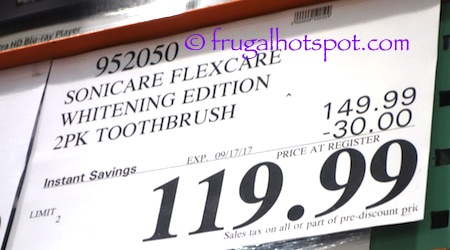 ra HD Blu-ray Player
© frugalhotspot.com
952050
SONICARE FLEXCARE
WHITENING EDITION
2PK TOOTHBRUSH
149.99
-30.00
EXP. 09/17/17
PRICE AT REGISTER
Instant Savings
119.99
LIMIT
2
Sales tax on all or part of pre-discount pric